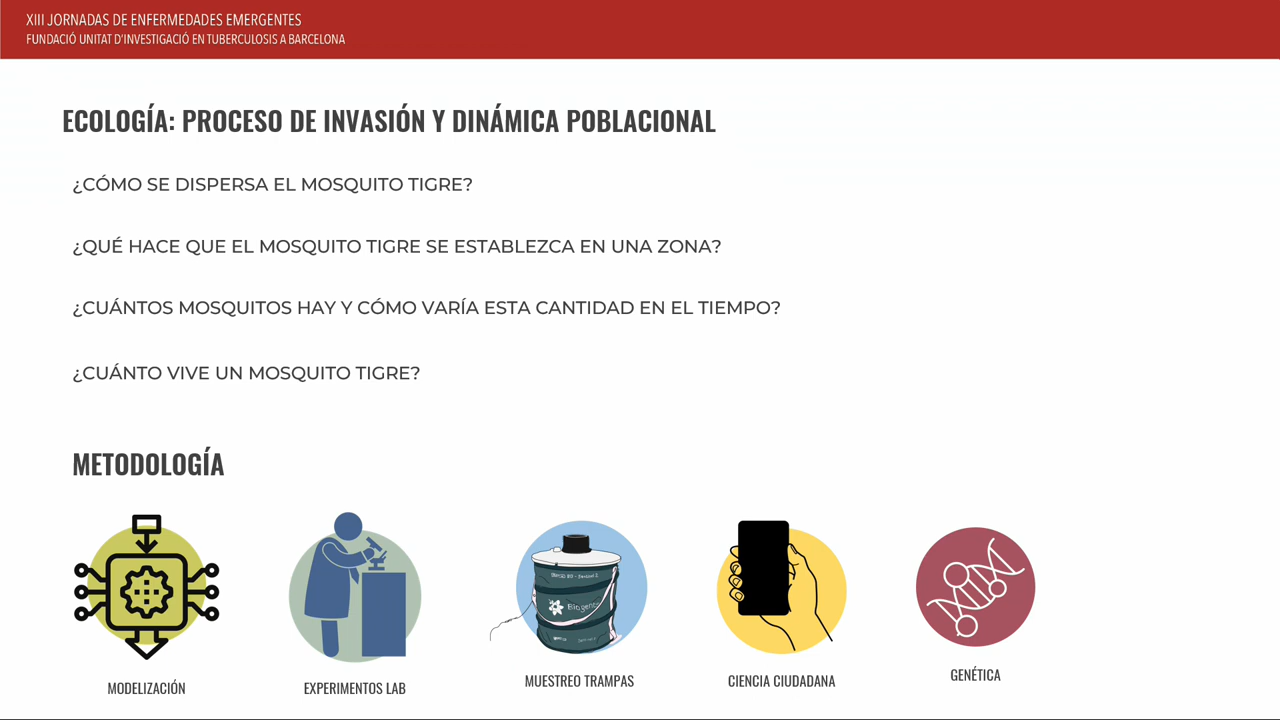 XIII JORNADAS DE ENFERMEDADES EMERGENTES
FUNDACIÓ UNITAT D'INVESTIGACIÓ EN TUBERCULOSIS A BARCELONA
ECOLOGÍA: PROCESO DE INVASIÓN Y DINÁMICA POBLACIONAL
¿CÓMO SE DISPERSA EL MOSQUITO TIGRE?
¿QUÉ HACE QUE EL MOSQUITO TIGRE SE ESTABLEZCA EN UNA ZONA?
¿CUÁNTOS MOSQUITOS HAY Y CÓMO VARÍA ESTA CANTIDAD EN EL TIEMPO?
¿CUÁNTO VIVE UN MOSQUITO TIGRE?
METODOLOGÍA
MODELIZACIÓN
EXPERIMENTOS LAB
MUESTREO TRAMPAS
CIENCIA CIUDADANA
GENÉTICA